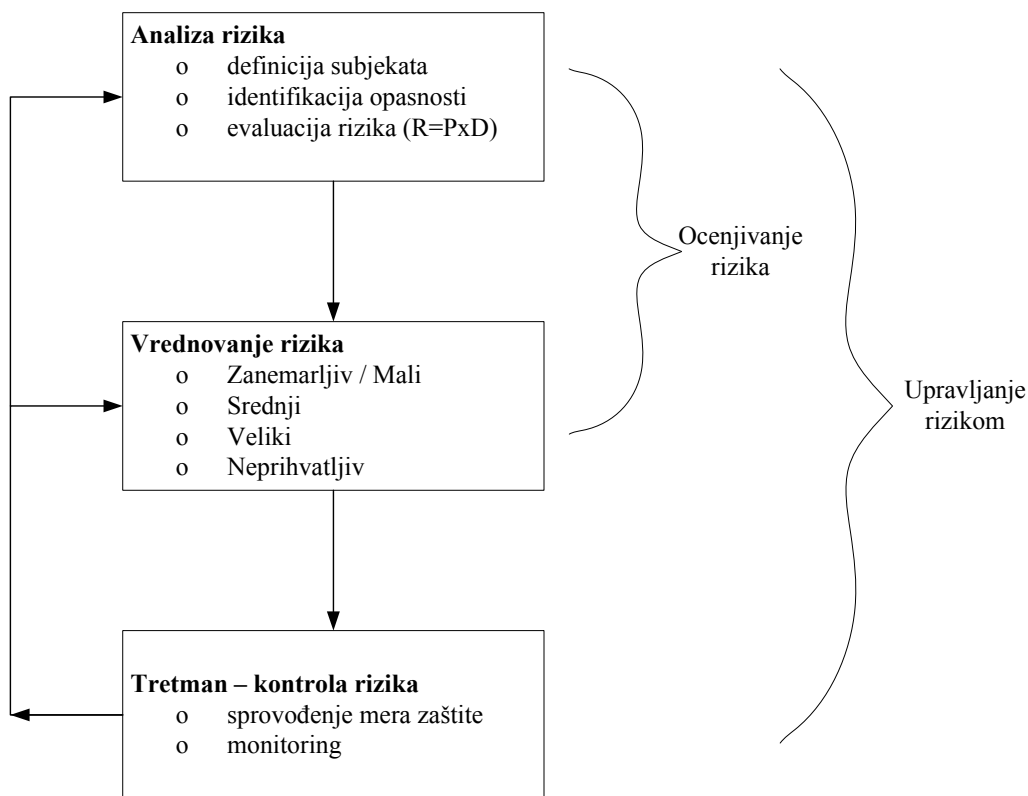 Analiza rizika
o definicija subjekata
o identifikacija opasnosti
o evaluacija rizika (R=PxD)
Ocenjivanje
rizika
Vrednovanje rizika
o Zanemarljiv / Mali
o Srednji
o Veliki
o Neprihvatljiv
Upravljanje
rizikom
Tretman – kontrola rizika
o sprovođenje mera zaštite
o monitoring